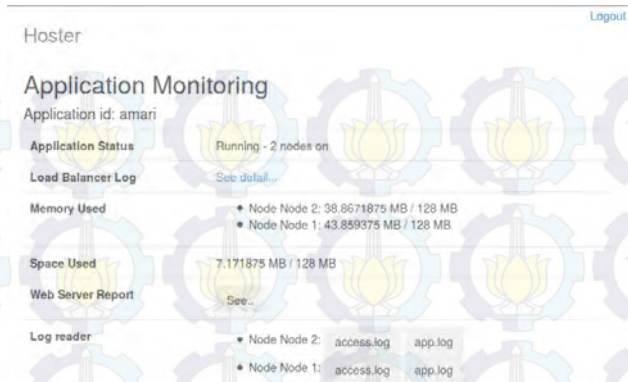 Logout
Hoster
Application Monitoring
Application id: amari
Application Status Running - 2 nodes on
Load Balancer Log See detail...
Memory Used
• Node Node 2: 38.8671875 MB / 128 MB
• Node Node 1: 43.859375 MB / 128 MB
Space Used 7.171875 MB / 128 MB
Web Server Report See..
Log reader
• Node Node 2: access.log app.log
• Node Node 1: access.log app.log